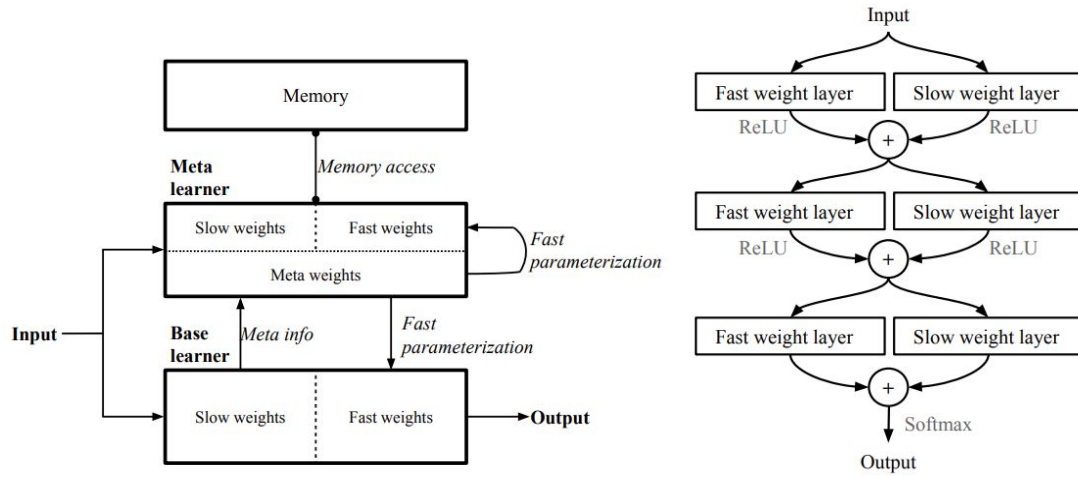 Memory
Memory access
Meta
learner
Slow weights
Fast weights
Meta weights
Fast
parameterization
Input
Base
learner
Meta info
Fast
parameterization
Slow weights
Fast weights
Output
Input
Fast weight layer
Slow weight layer
ReLU
ReLU
+
Fast weight layer
Slow weight layer
ReLU
ReLU
+
Fast weight layer
Slow weight layer
+
Softmax
Output